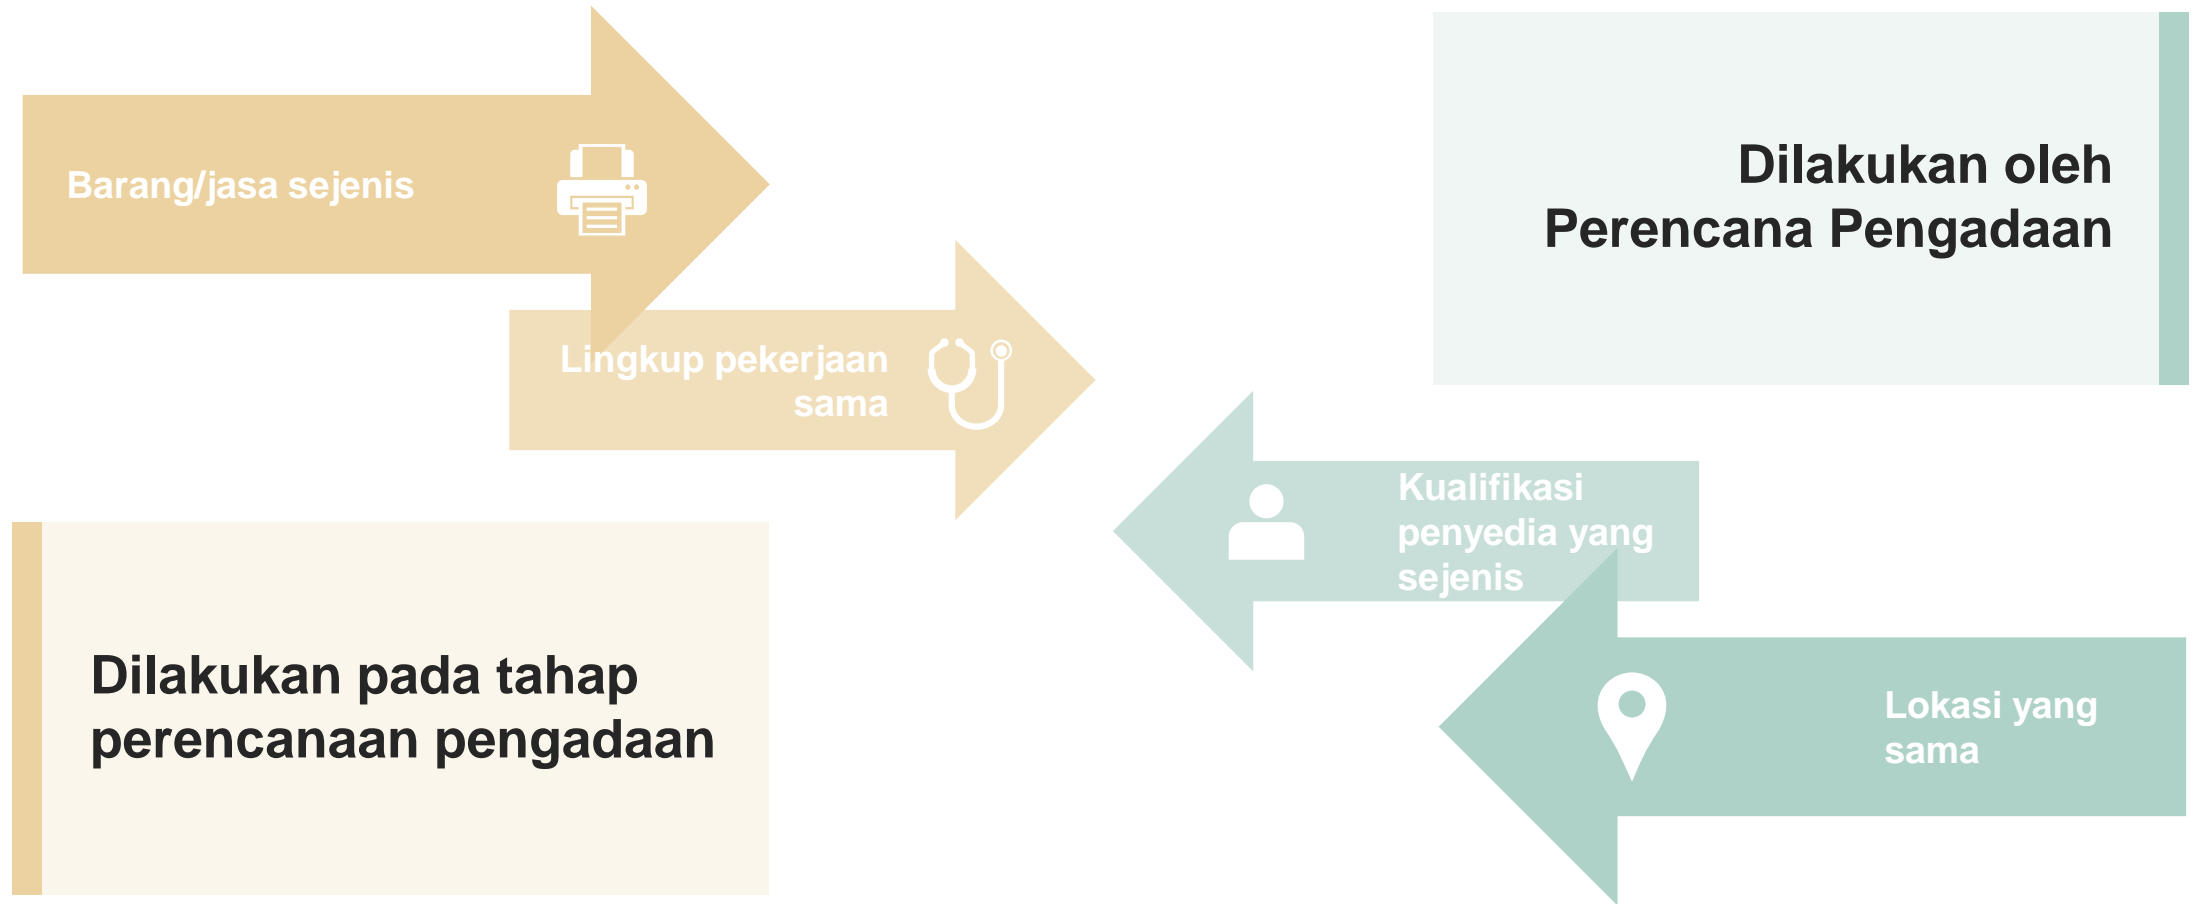 Barang/jasa sejenis
Lingkup pekerjaan
sama
Dilakukan oleh
Perencana Pengadaan
Kualifikasi
penyedia yang
sejenis
Lokasi yang
sama
Dilakukan pada tahap
perencanaan pengadaan